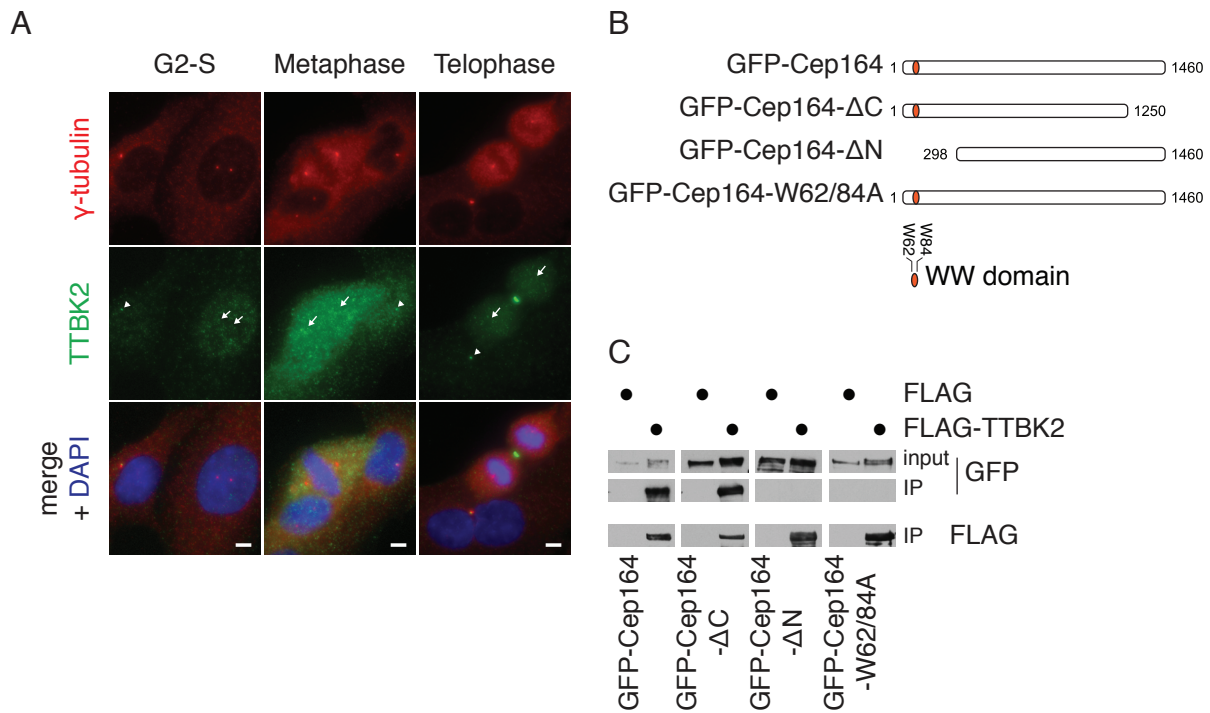 A
G2-S Metaphase Telophase
γ-tubulin
TTBK2
merge
+ DAPI
B
GFP-Cep164 1 1460
GFP-Cep164-ΔC 1 1250
GFP-Cep164-ΔN 298 1460
GFP-Cep164-W62/84A 1 1460
W62 W84
WW domain
C
FLAG
FLAG-TTBK2
input
GFP
IP
IP FLAG
GFP-Cep164
GFP-Cep164
-ΔC
GFP-Cep164
-ΔN
GFP-Cep164
-W62/84A